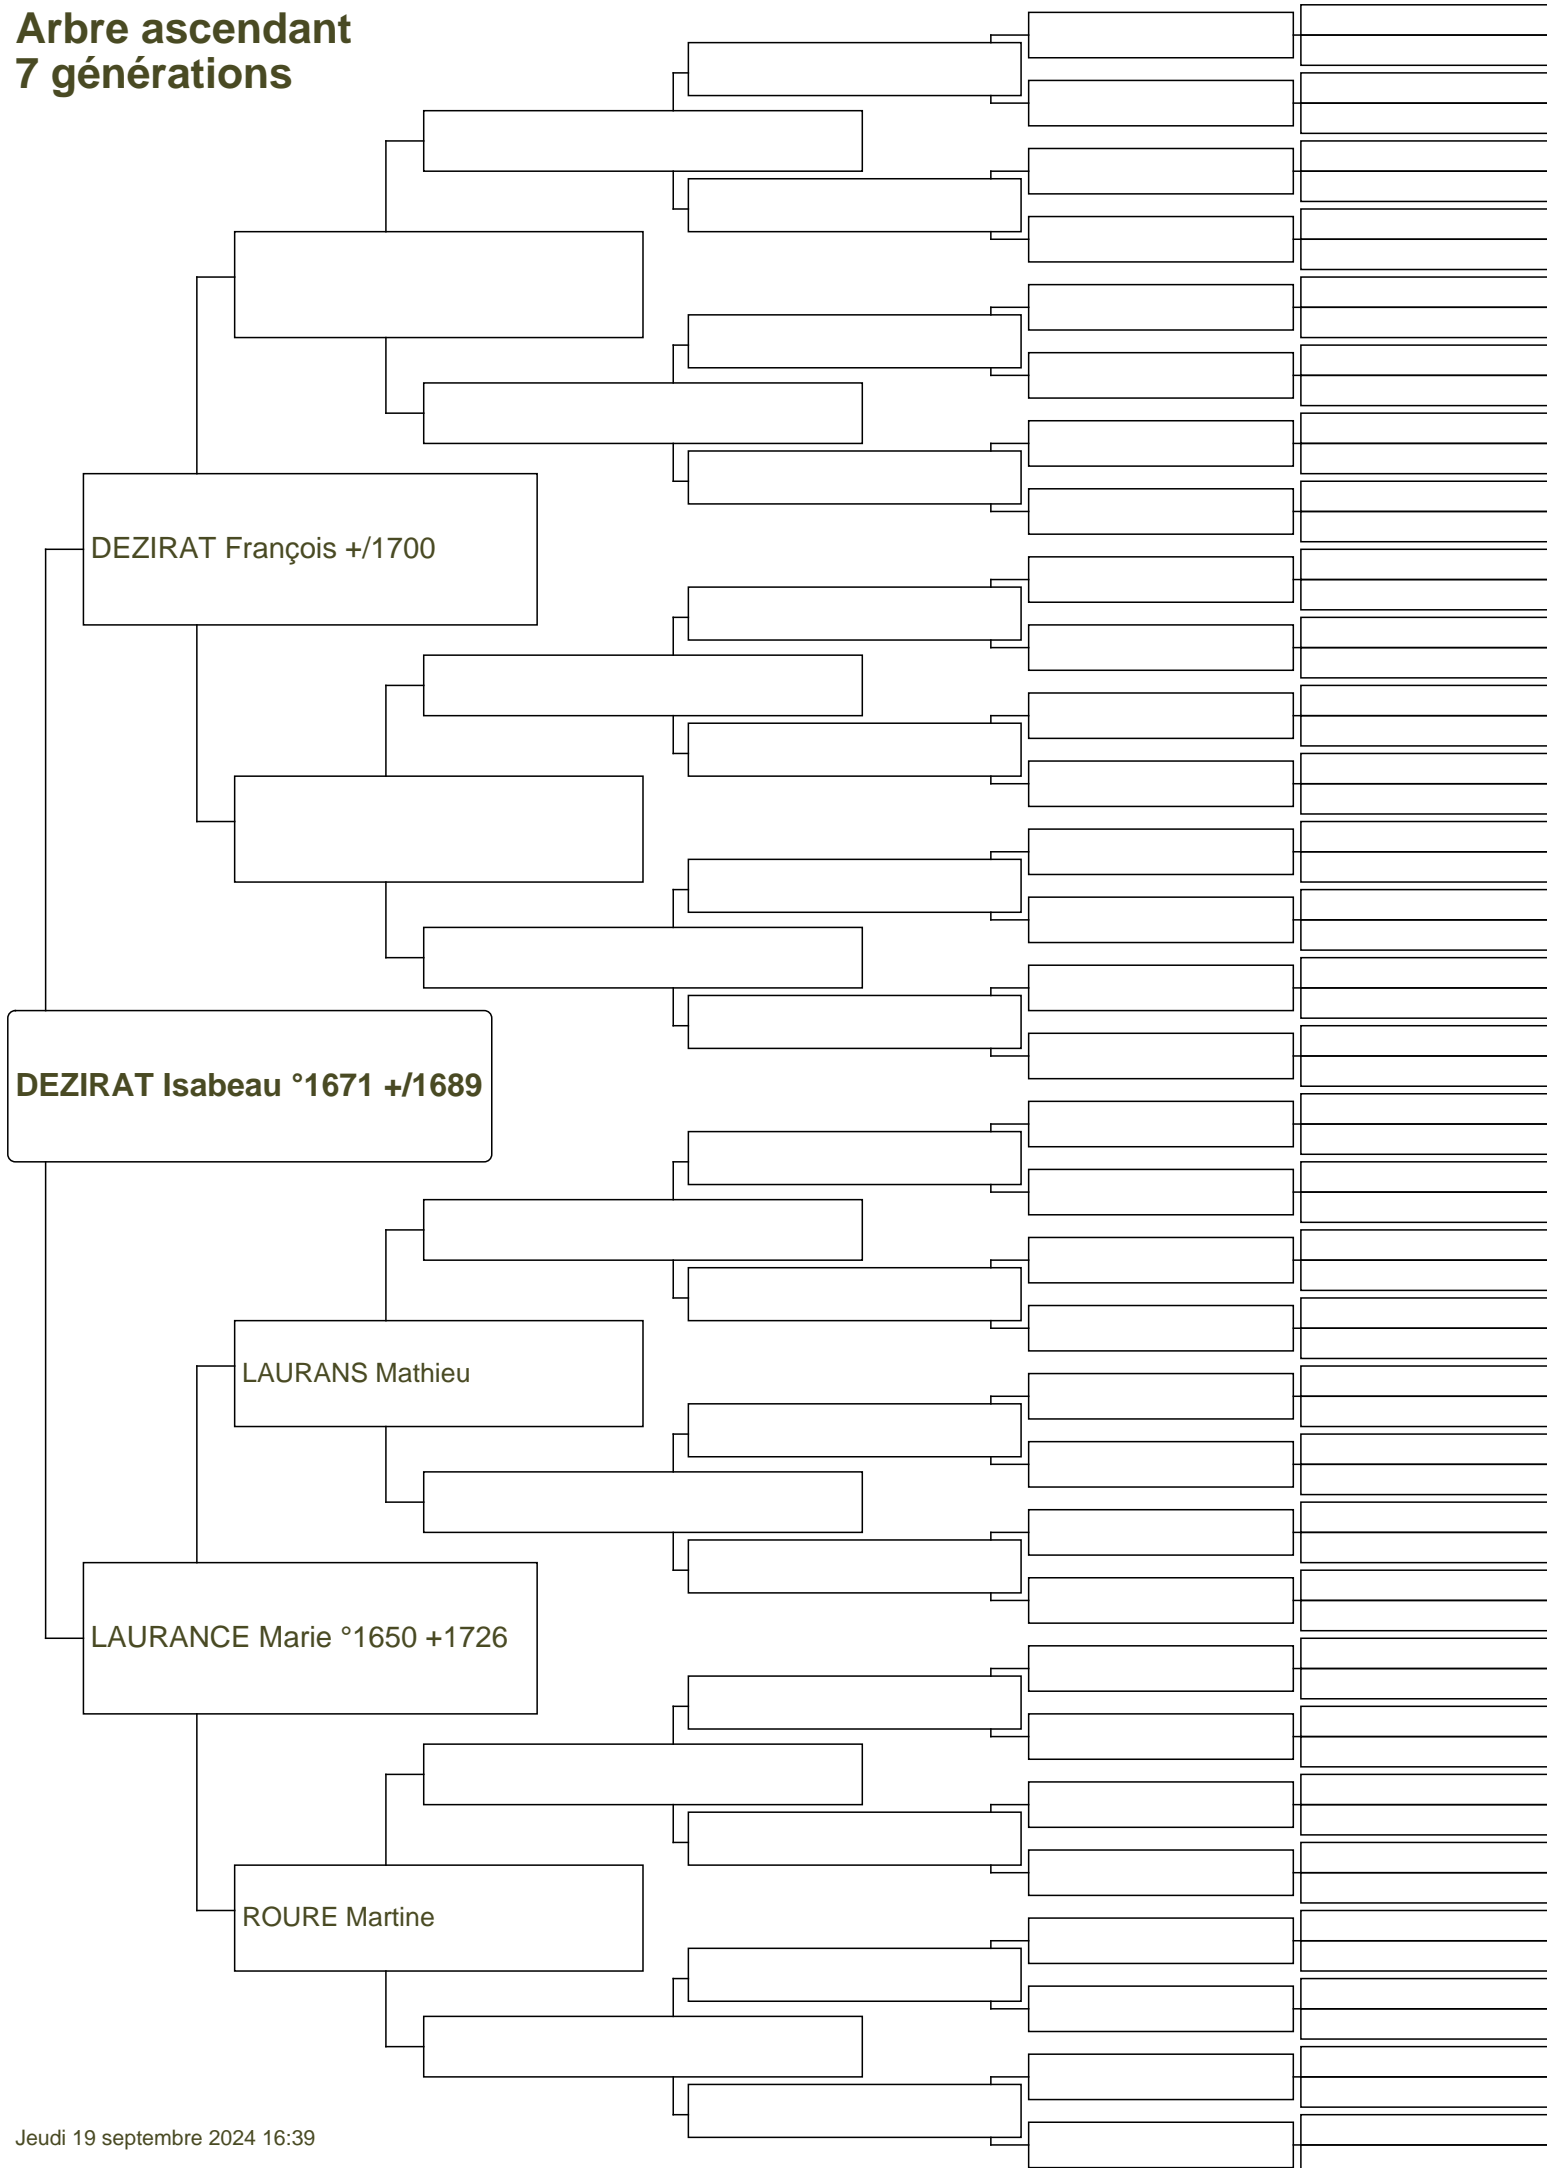 Arbre ascendant
7 générations
DEZIRAT François +/1700
DEZIRAT Isabeau °1671 +/1689
LAURANS Mathieu
LAURANCE Marie °1650 +1726
ROURE Martine
Jeudi 19 septembre 2024 16:39